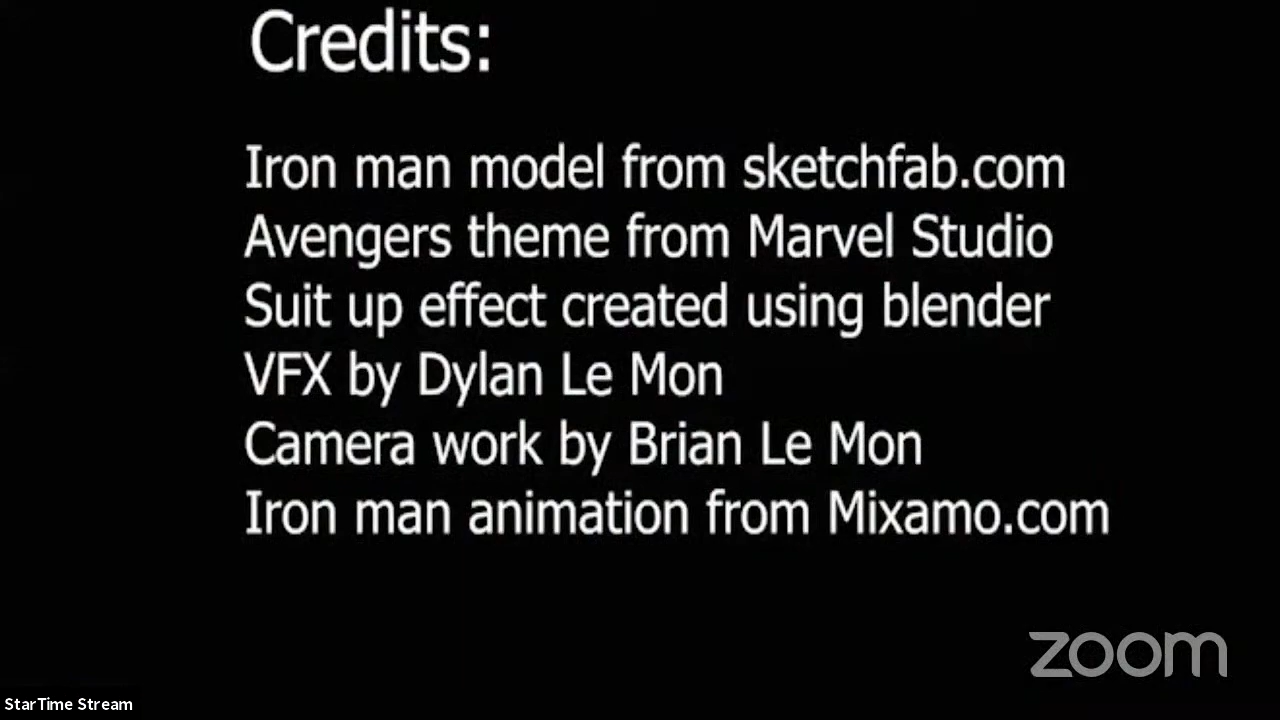 Credits:
Iron man model from sketchfab.com
Avengers theme from Marvel Studio
Suit up effect created using blender
VFX by Dylan Le Mon
Camera work by Brian Le Mon
Iron man animation from Mixamo.com
zoom
StarTime Stream